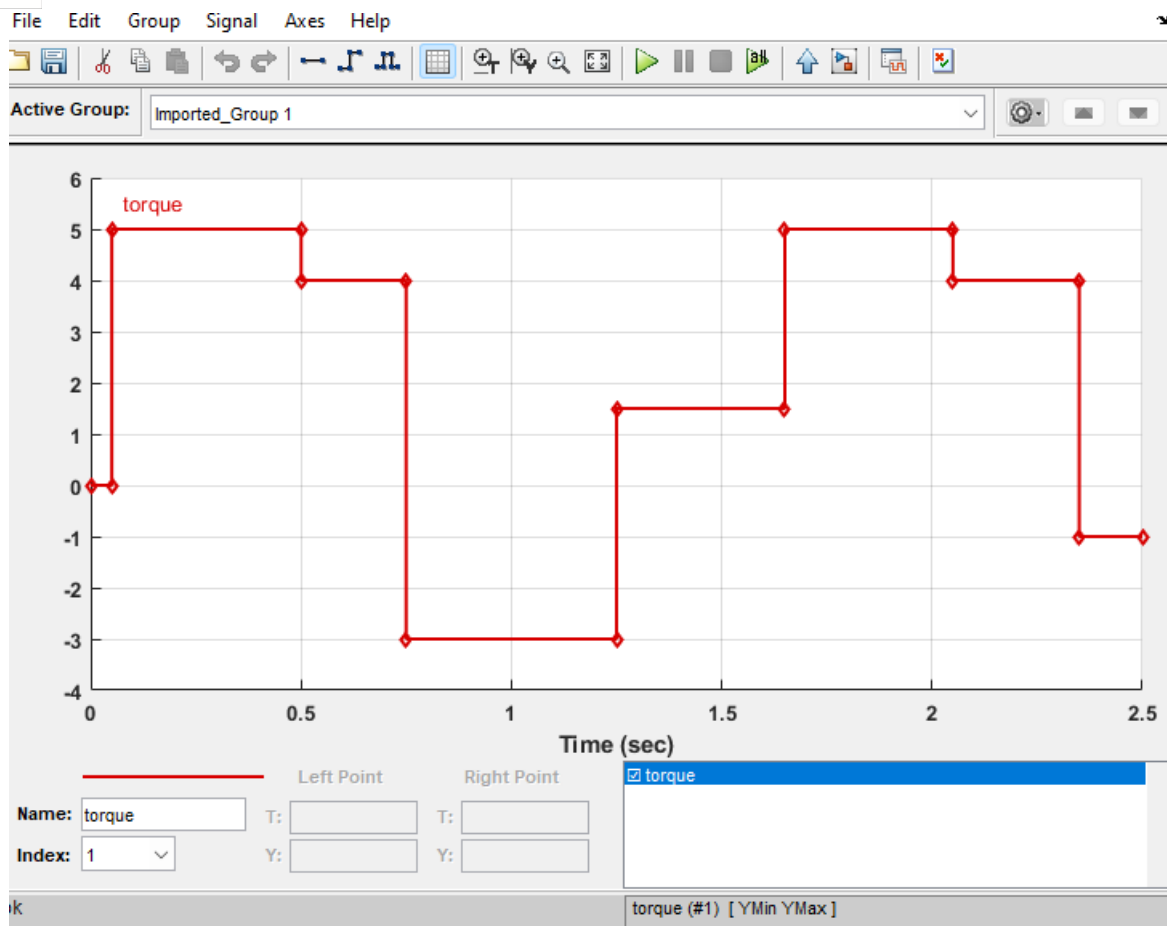 File Edit Group Signal Axes Help
all
Active Group: Imported_Group 1
6
torque
5
4
3
2
1
0
-1
-2
-3
-4
0 0.5 1 1.5 2 2.5
Time (sec)
Left Point Right Point torque
Name: torque T: T:
Index: 1 Y: Y:
torque (#1) [ YMin YMax ]